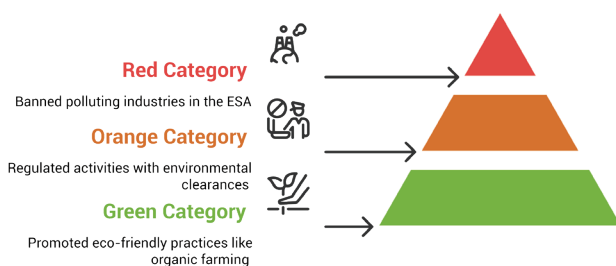 Red Category
Banned polluting industries in the ESA
Orange Category
Regulated activities with environmental
clearances
Green Category
Promoted eco-friendly practices like
organic farming